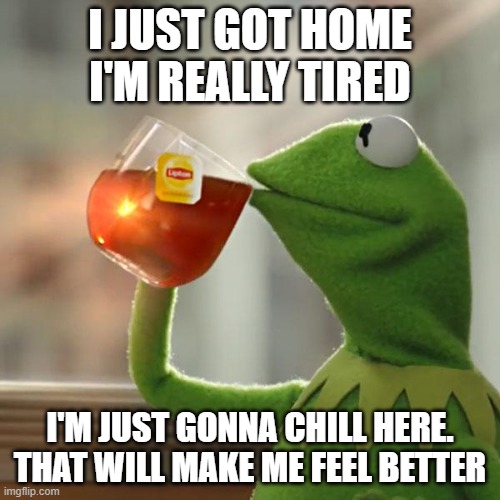 I JUST GOT HOME
I'M REALLY TIRED
Lipton
I'M JUST GONNA CHILL HERE.
THAT WILL MAKE ME FEEL BETTER
imgflip.com